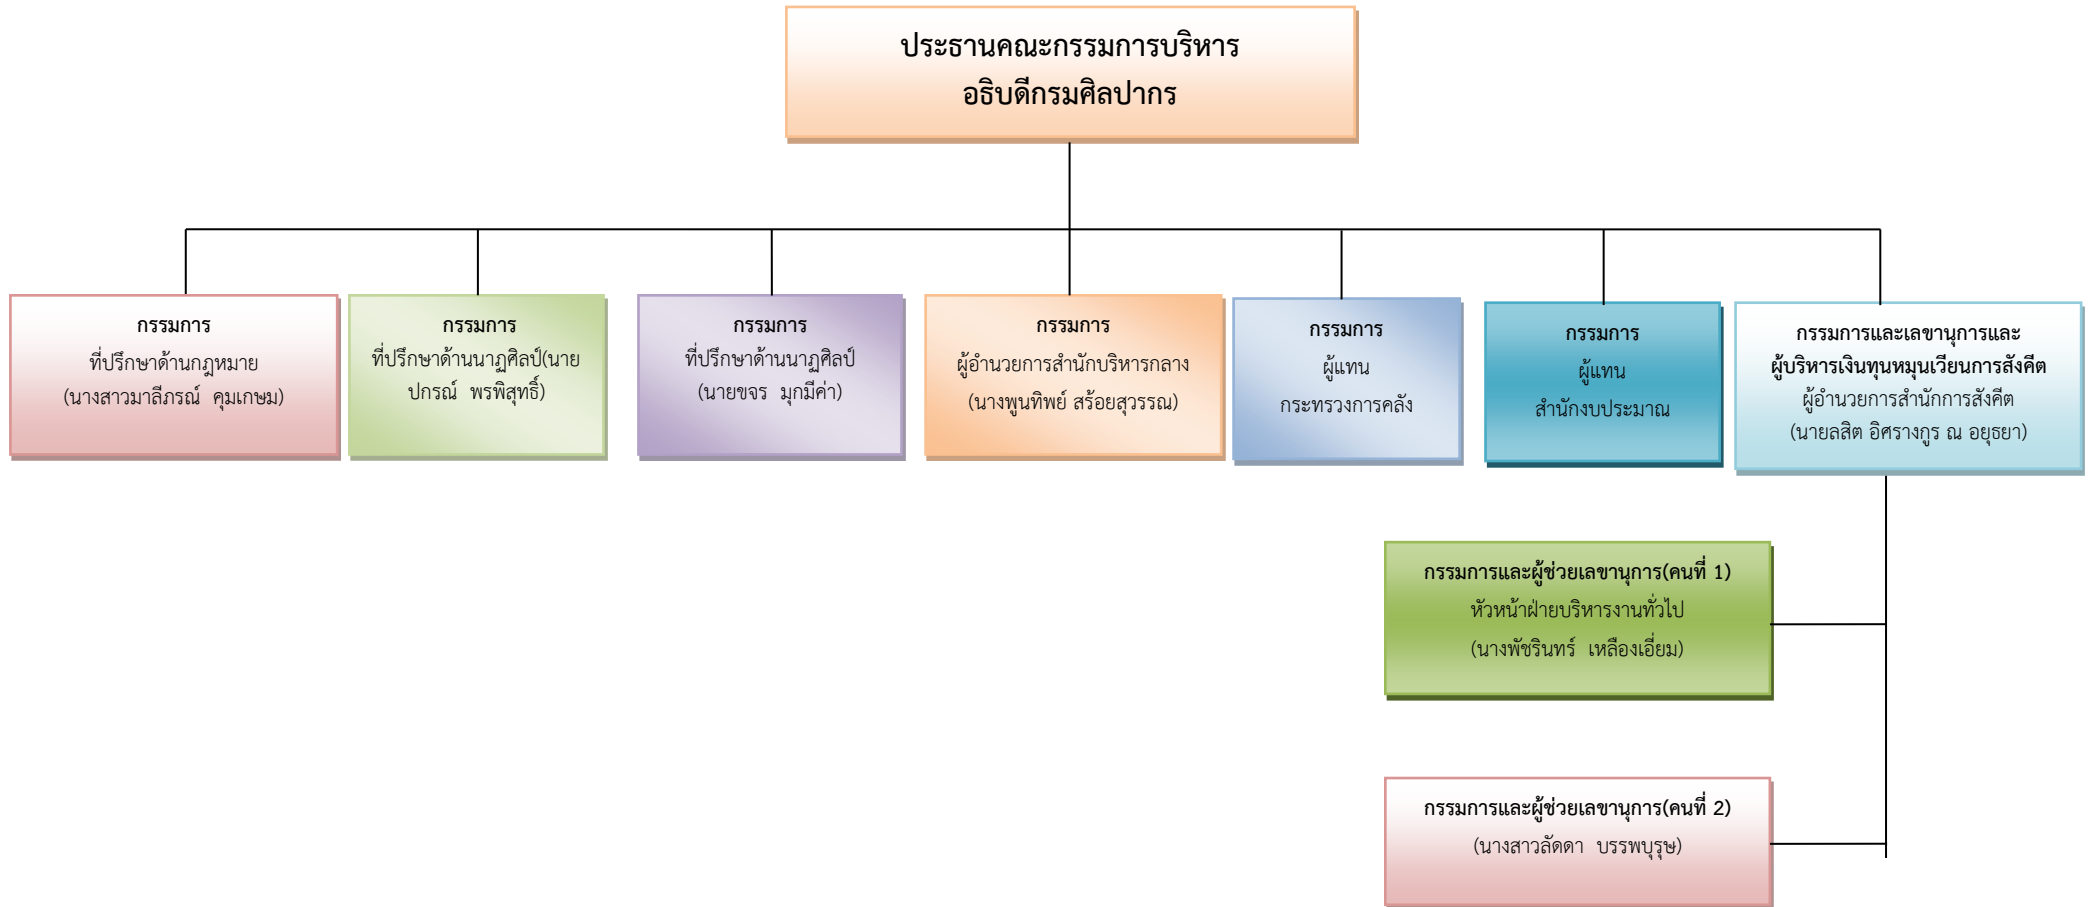 ประธานคณะกรรมการบริหาร
อธิบดีกรมศิลปากร
กรรมการ
ที่ปรึกษาด้านกฎหมาย
(นางสาวมาลีภรณ์ คุมเกษม)
กรรมการ
ที่ปรึกษาด้านนาฏศิลป์(นาย
ปกรณ์ พรพิสุทธิ์)
กรรมการ
ที่ปรึกษาด้านนาฏศิลป์
(นายขจร มุกมีค่า)
กรรมการ
ผู้อำนวยการสำนักบริหารกลาง
(นางพูนทิพย์ สร้อยสุวรรณ)
กรรมการ
ผู้แทน
กระทรวงการคลัง
กรรมการ
ผู้แทน
สำนักงบประมาณ
กรรมการและเลขานุการและ
ผู้บริหารเงินทุนหมุนเวียนการสังคีต
ผู้อำนวยการสำนักการสังคีต
(นายลสิต อิศรางกูร ณ อยุธยา)
กรรมการและผู้ช่วยเลขานุการ(คนที่ 1)
หัวหน้าฝ่ายบริหารงานทั่วไป
(นางพัชรินทร์ เหลืองเอี่ยม)
กรรมการและผู้ช่วยเลขานุการ(คนที่ 2)
(นางสาวลัดดา บรรพบุรุษ)